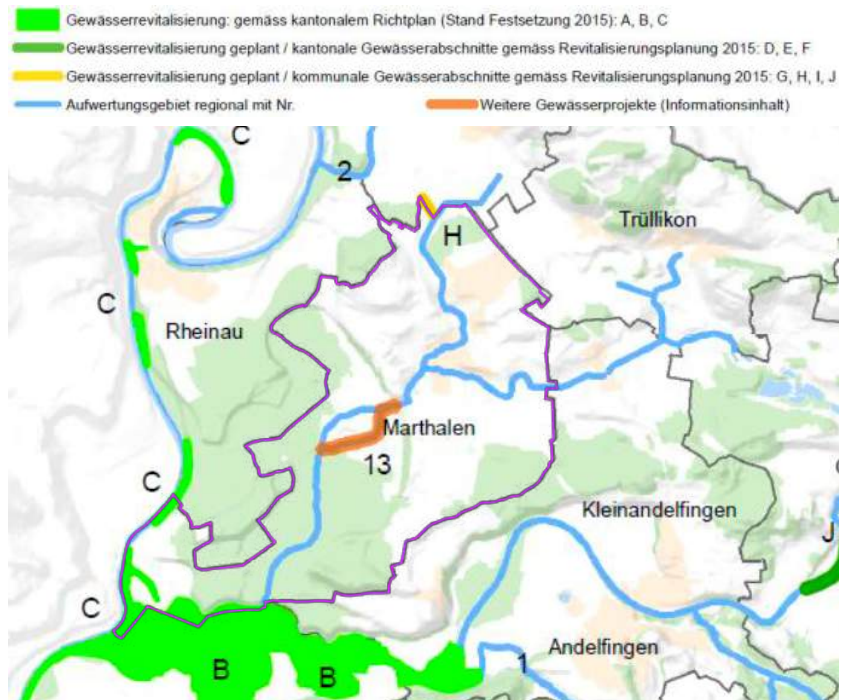 Gewässerrevitalisierung: gemäss kantonalem Richtplan (Stand Festsetzung 2015): A, B, C
Gewässerrevitalisierung geplant / kantonale Gewässerabschnitte gemäss Revitalisierungsplanung 2015: D, E, F
Gewässerrevitalisierung geplant / kommunale Gewässerabschnitte gemäss Revitalisierungsplanung 2015: G, H, I, J
Aufwertungsgebiet regional mit Nr. Weitere Gewässerprojekte (Informationsinhalt)
C
2
H
Trüllikon
C
Rheinau
Marthalen
13
C
Kleinandelfingen
J
C
B
B
1
Andelfingen